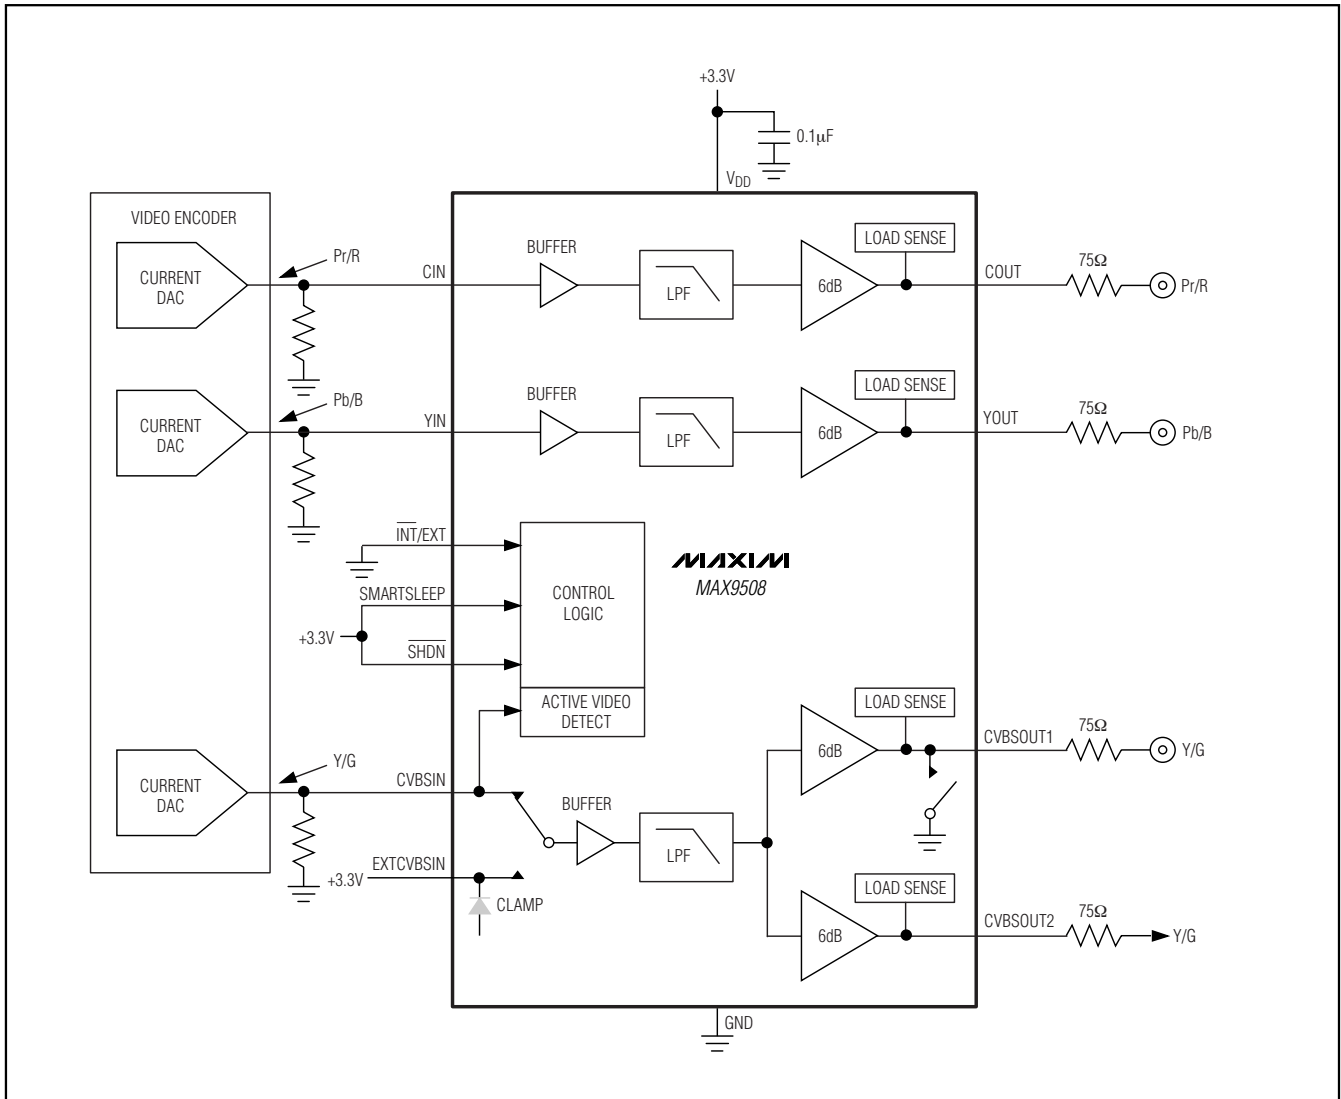 +3.3V
0.1µF
VDD
VIDEO ENCODER
CURRENT
DAC
Pr/R
CIN
BUFFER
LPF
6dB
LOAD SENSE
COUT
75Ω
Pr/R
CURRENT
DAC
Pb/B
YIN
BUFFER
LPF
6dB
LOAD SENSE
YOUT
75Ω
Pb/B
INT/EXT
SMARTSLEEP
+3.3V
SHDN
CONTROL
LOGIC
ACTIVE VIDEO
DETECT
MAXIM
MAX9508
CURRENT
DAC
Y/G
CVBSIN
EXTCVBSIN
+3.3V
CLAMP
BUFFER
LPF
6dB
LOAD SENSE
CVBSOUT1
75Ω
Y/G
6dB
LOAD SENSE
CVBSOUT2
75Ω
Y/G
GND